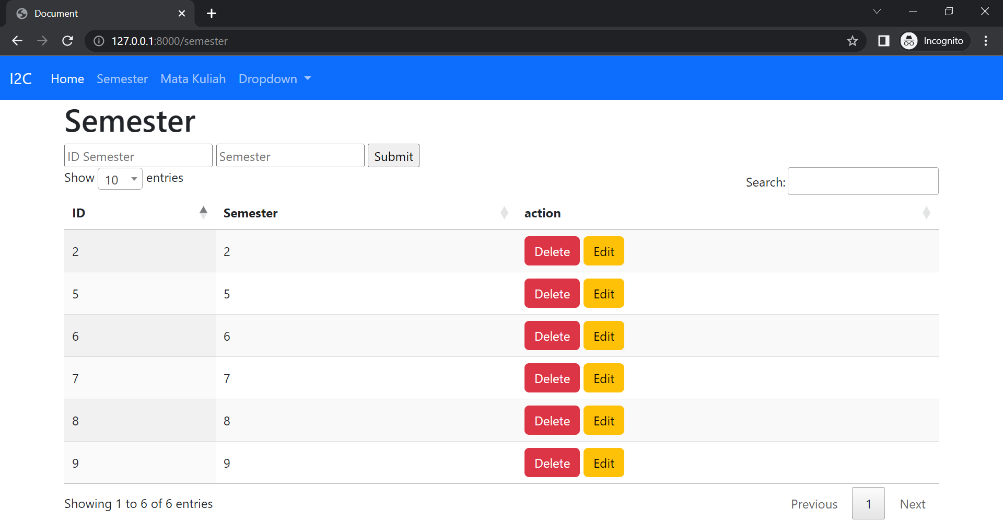 Document
127.0.0.1:8000/semester
Incognito
I2C Home Semester Mata Kuliah Dropdown
Semester
ID Semester Semester Submit
Show 10 entries Search:
ID Semester action
2 2 Delete Edit
5 5 Delete Edit
6 6 Delete Edit
7 7 Delete Edit
8 8 Delete Edit
9 9 Delete Edit
Showing 1 to 6 of 6 entries Previous 1 Next